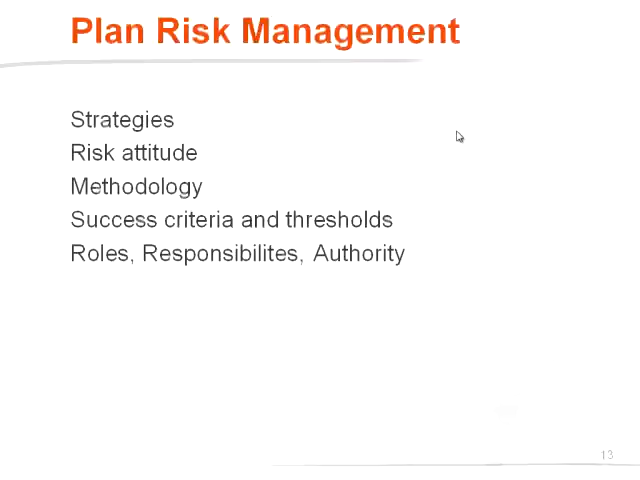 Plan Risk Management
Strategies
Risk attitude
Methodology
Success criteria and thresholds
Roles, Responsibilites, Authority
13